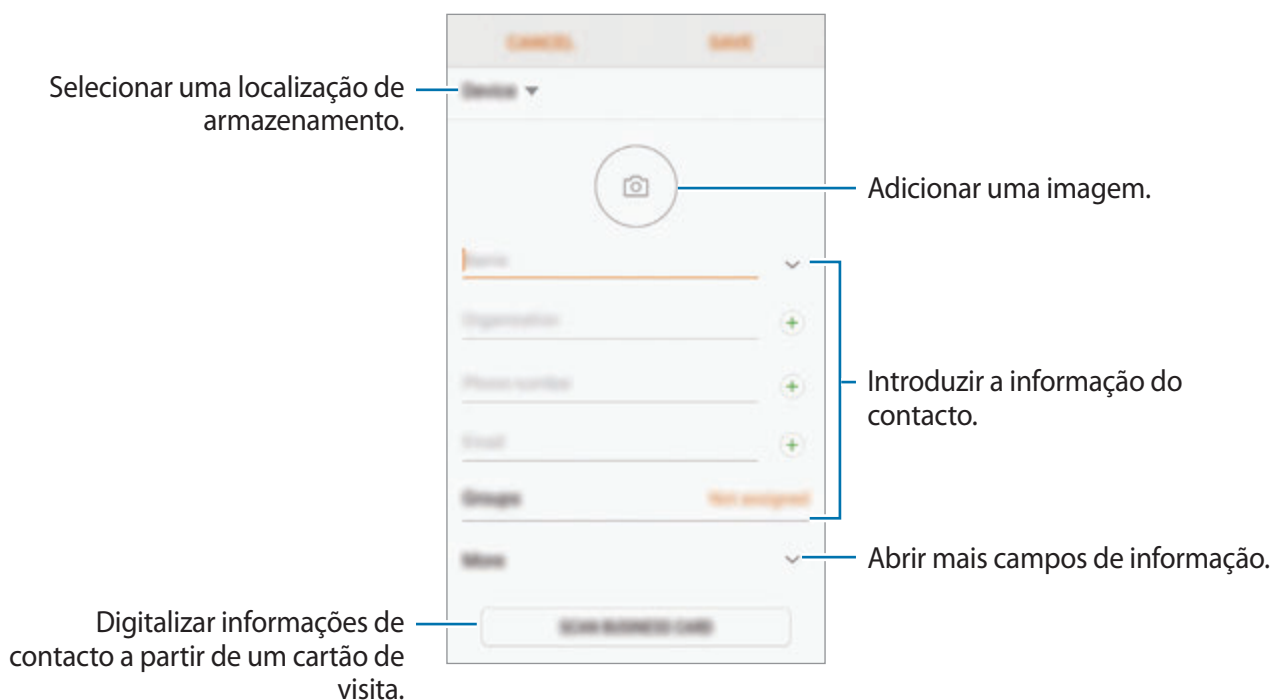 CANCEL
SAVE
Selecionar uma localização de
armazenamento.
Device
Adicionar uma imagem.
Name
Organisation
Phone number
Introduzir a informação do
contacto.
Email
Groups
Not assigned
More
Abrir mais campos de informação.
Digitalizar informações de
contacto a partir de um cartão de
visita.
SCAN BUSINESS CARD